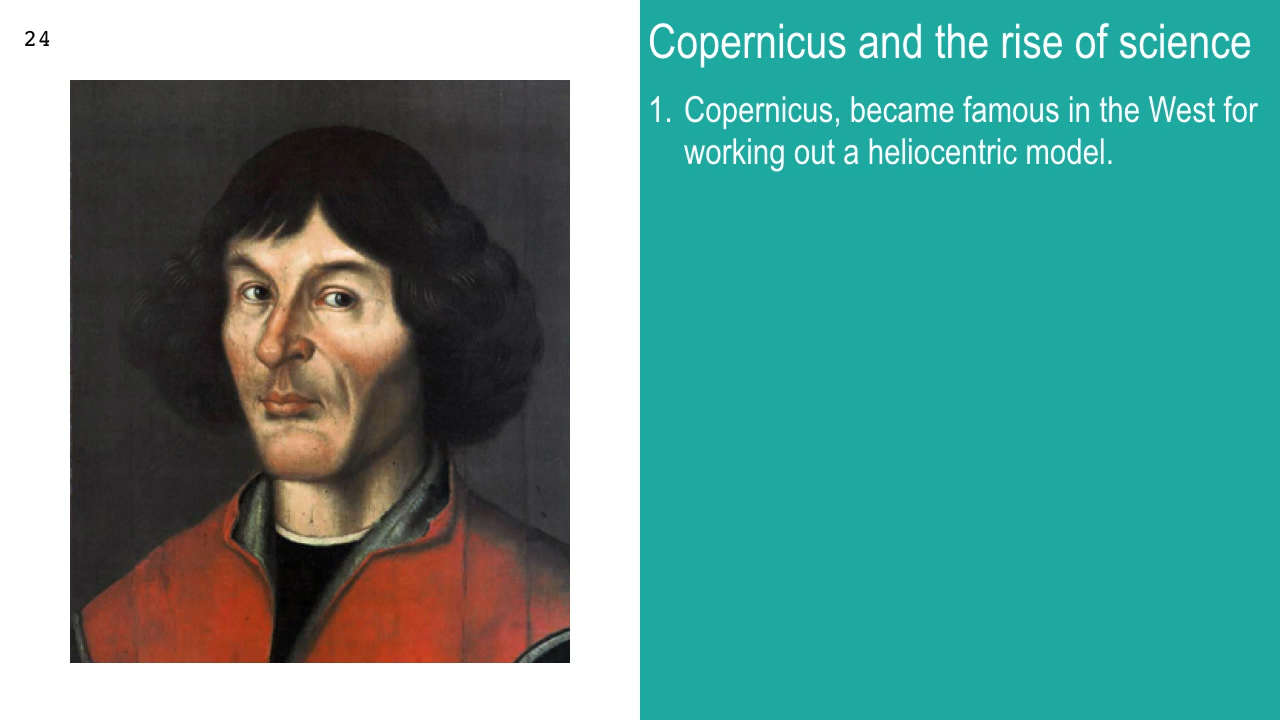 24
Copernicus and the rise of science
1. Copernicus, became famous in the West for
working out a heliocentric model.